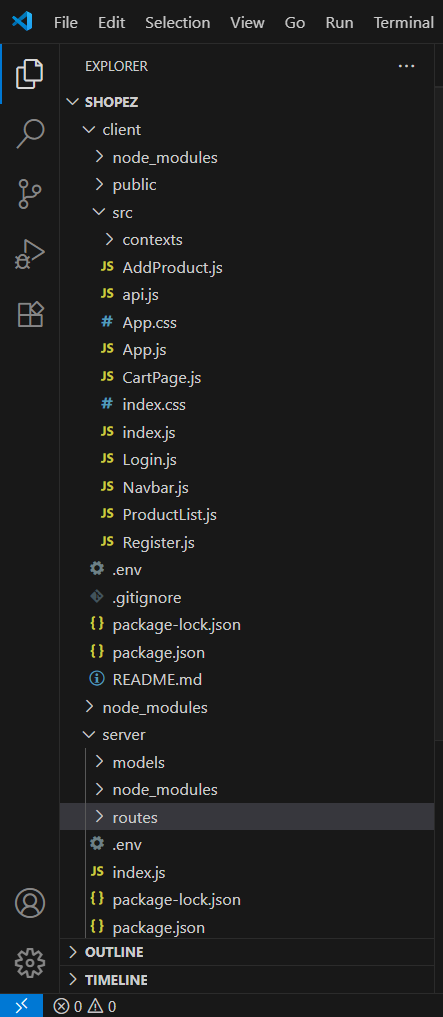 File Edit Selection View Go Run Terminal
EXPLORER ...
SHOPEZ
client
node_modules
public
src
contexts
JS AddProduct.js
JS api.js
# App.css
JS App.js
JS CartPage.js
# index.css
JS index.js
JS Login.js
JS Navbar.js
JS ProductList.js
JS Register.js
.env
.gitignore
{} package-lock.json
{} package.json
README.md
node_modules
server
models
node_modules
routes
.env
JS index.js
{} package-lock.json
{} package.json
OUTLINE
TIMELINE
0 0